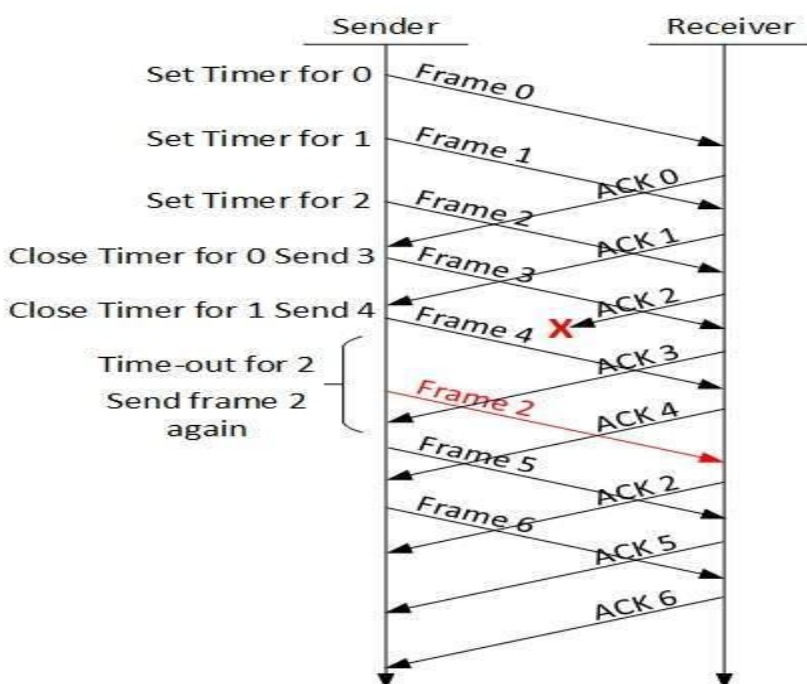 Sender Receiver
Set Timer for 0 Frame 0
Set Timer for 1 Frame 1
ACK 0
Set Timer for 2 Frame 2
ACK 1
Close Timer for 0 Send 3 Frame 3
ACK 2
Close Timer for 1 Send 4 Frame 4
X
ACK 3
Time-out for 2
Send frame 2
again
Frame 2
ACK 4
Frame 5
ACK 2
Frame 6
ACK 5
ACK 6